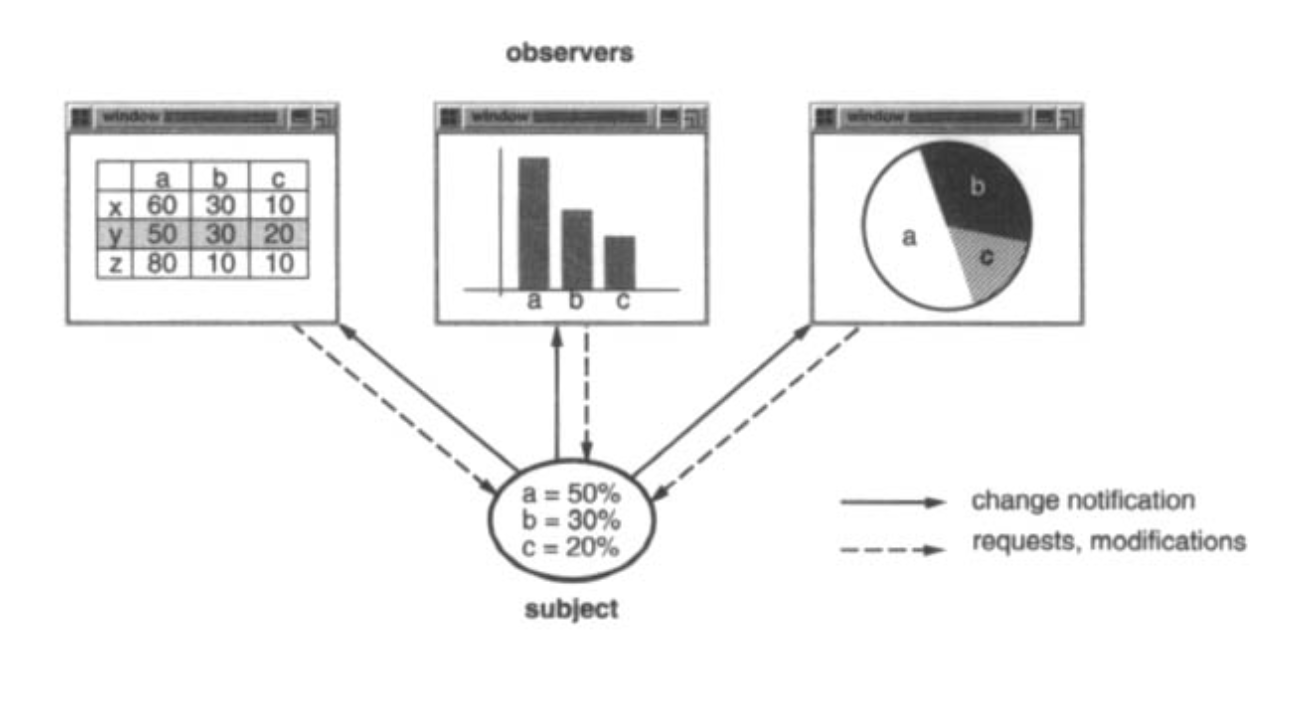 observers
window
a b c
x 60 30 10
y 50 30 20
z 80 10 10
window
a b c
window
b
a
c
a = 50%
b = 30%
c = 20%
subject
change notification
requests, modifications